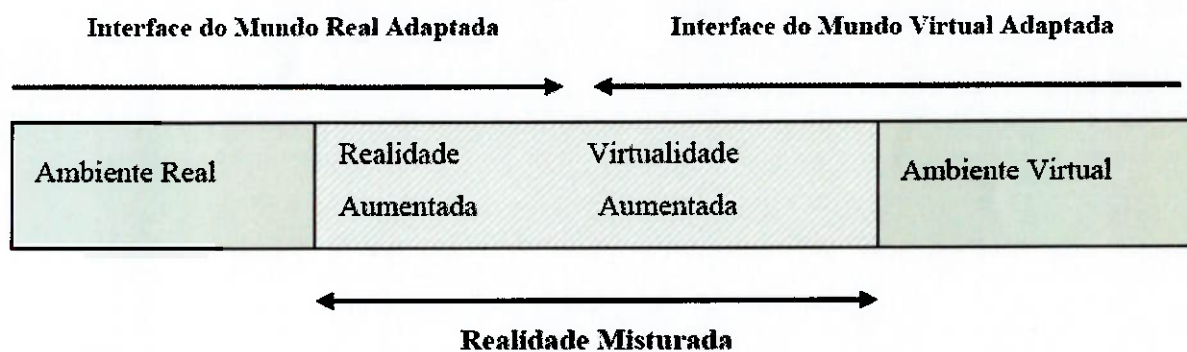 Interface do Mundo Real Adaptada
Interface do Mundo Virtual Adaptada
Ambiente Real
Realidade
Aumentada
Virtualidade
Aumentada
Ambiente Virtual
Realidade Misturada